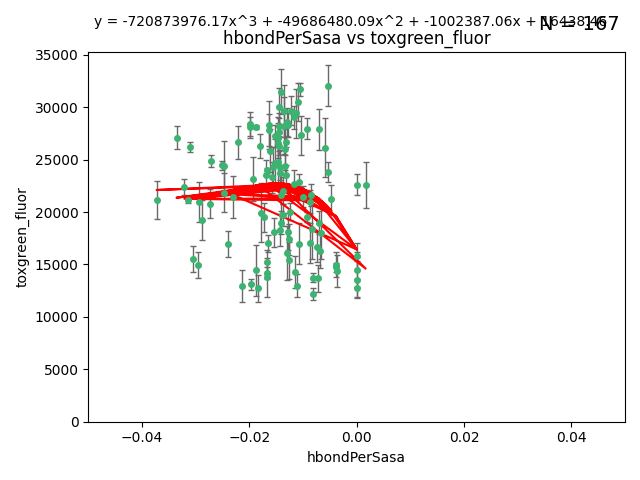 y = -720873976.17x^3 + -49686480.09x^2 + -1002387.06x + 16438.46
N = 167
hbondPerSasa vs toxgreen_fluor
35000
30000
25000
20000
15000
10000
5000
0
toxgreen_fluor
−0.04
−0.02
0.00
0.02
0.04
hbondPerSasa